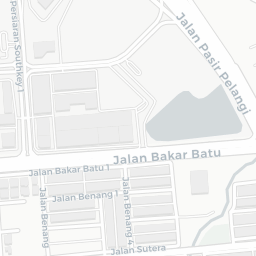 Persiaran Southkey 1
Jalan Pasir Pelangi
Jalan Bakar Batu
Jalan Bakar Batu 1
Jalan Benang 1
Jalan Benang
Jalan Benang 4
Jalan Sutera